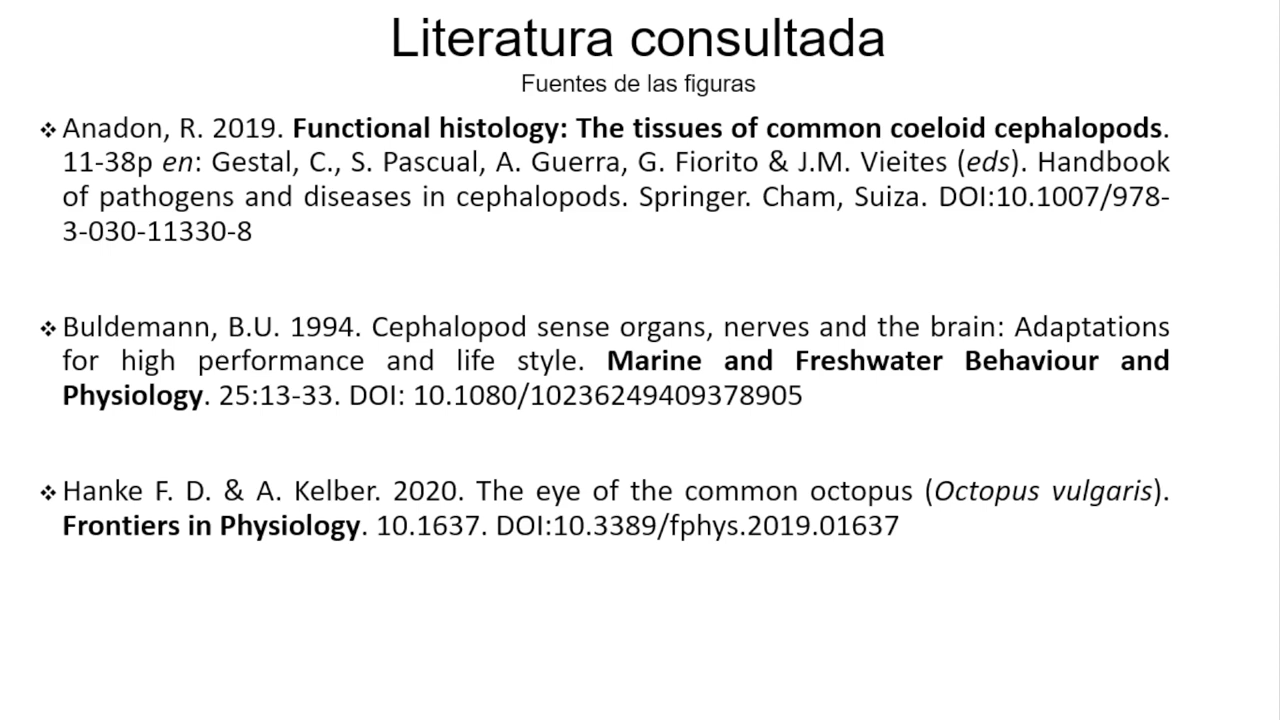 Literatura consultada
Fuentes de las figuras
❖ Anadon, R. 2019. Functional histology: The tissues of common coeloid cephalopods.
11-38p en: Gestal, C., S. Pascual, A. Guerra, G. Fiorito & J.M. Vieites (eds). Handbook
of pathogens and diseases in cephalopods. Springer. Cham, Suiza. DOI:10.1007/978-
3-030-11330-8
❖ Buldemann, B.U. 1994. Cephalopod sense organs, nerves and the brain: Adaptations
for high performance and life style. Marine and Freshwater Behaviour and
Physiology. 25:13-33. DOI: 10.1080/10236249409378905
❖ Hanke F. D. & A. Kelber. 2020. The eye of the common octopus (Octopus vulgaris).
Frontiers in Physiology. 10.1637. DOI:10.3389/fphys.2019.01637